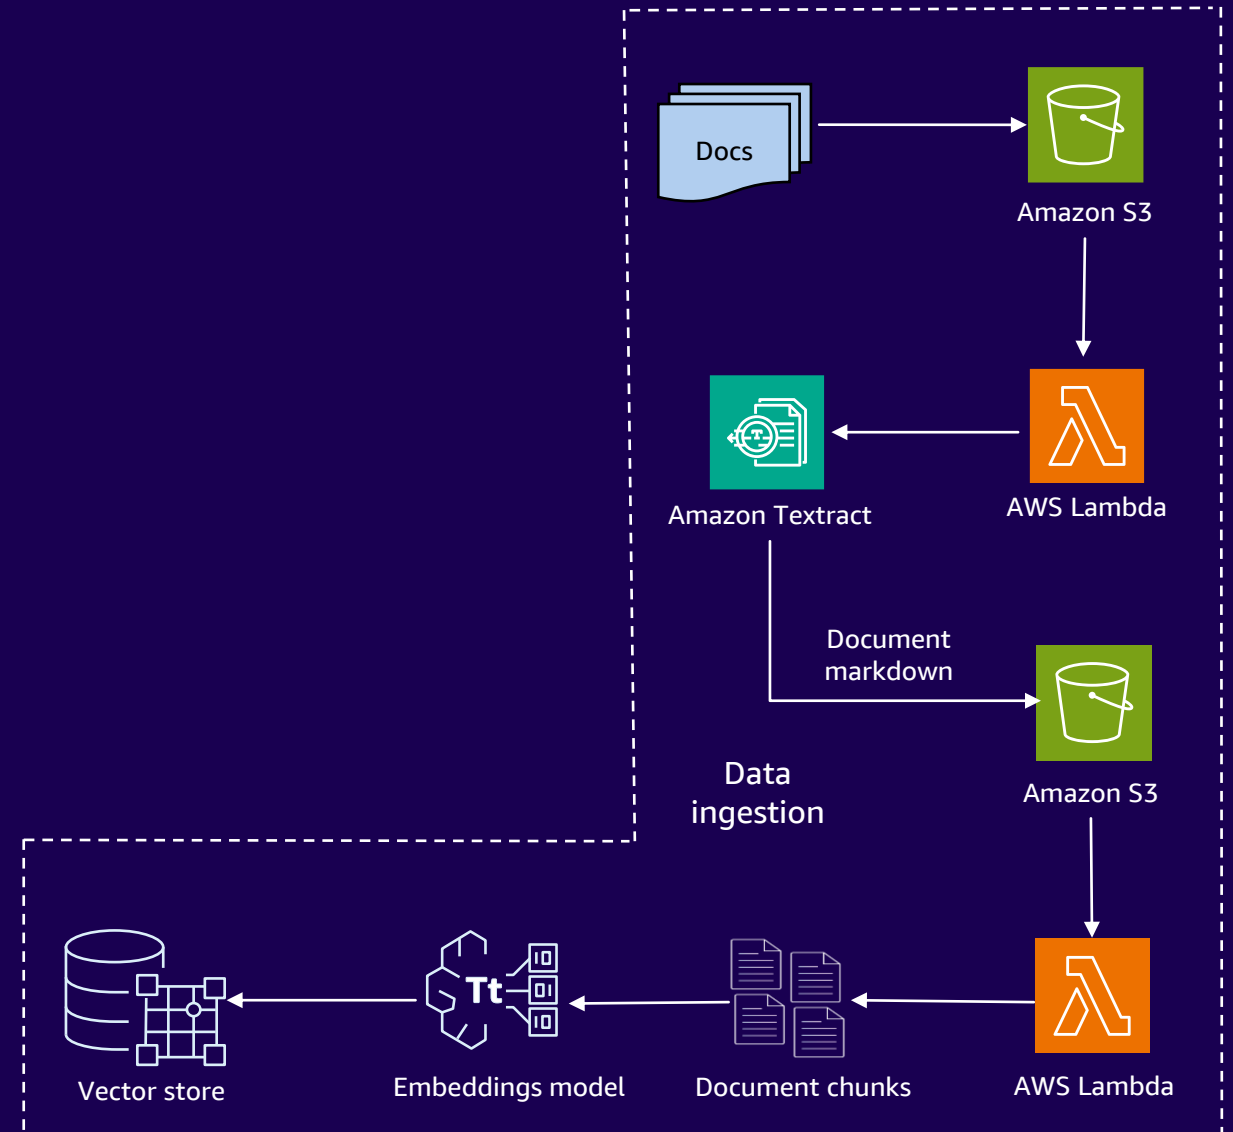 Docs
Amazon S3
Amazon Textract
AWS Lambda
Document
markdown
Data
ingestion
Amazon S3
Tt
Vector store
Embeddings model
Document chunks
AWS Lambda